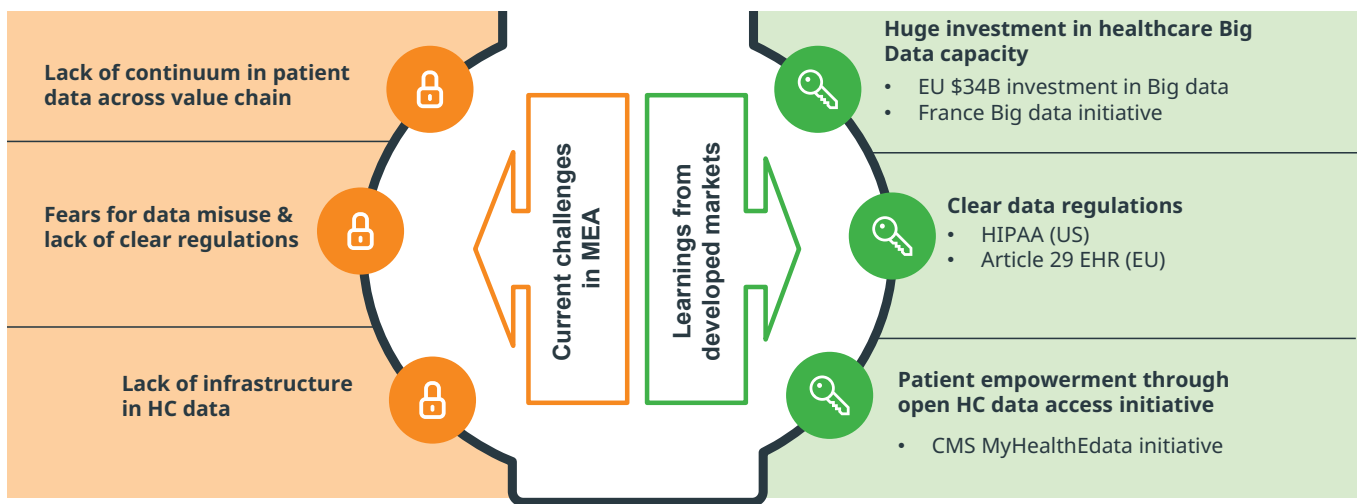 Lack of continuum in patient
data across value chain
Fears for data misuse &
lack of clear regulations
Lack of infrastructure
in HC data
Current challenges
in MEA
Learnings from
developed markets
Huge investment in healthcare Big
Data capacity
• EU $34B investment in Big data
• France Big data initiative
Clear data regulations
• HIPAA (US)
• Article 29 EHR (EU)
Patient empowerment through
open HC data access initiative
• CMS MyHealthEdata initiative